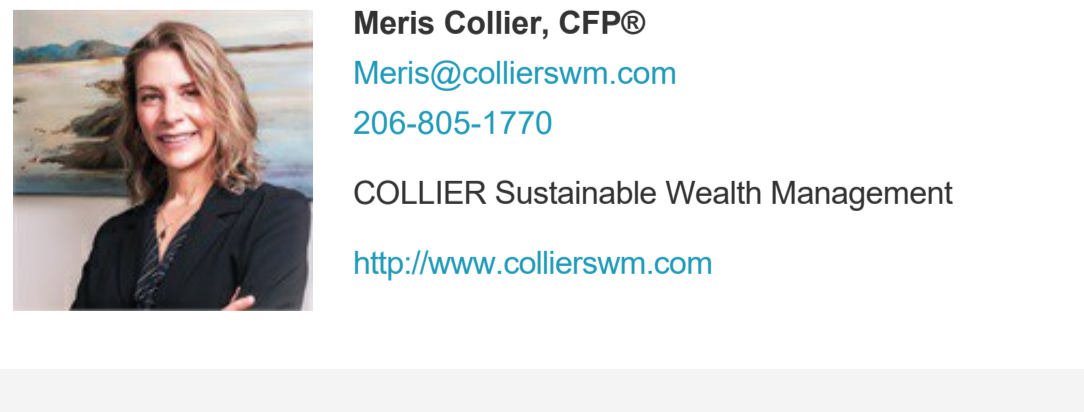 Meris Collier, CFP®
Meris@collierswm.com
206-805-1770
COLLIER Sustainable Wealth Management
http://www.collierswm.com